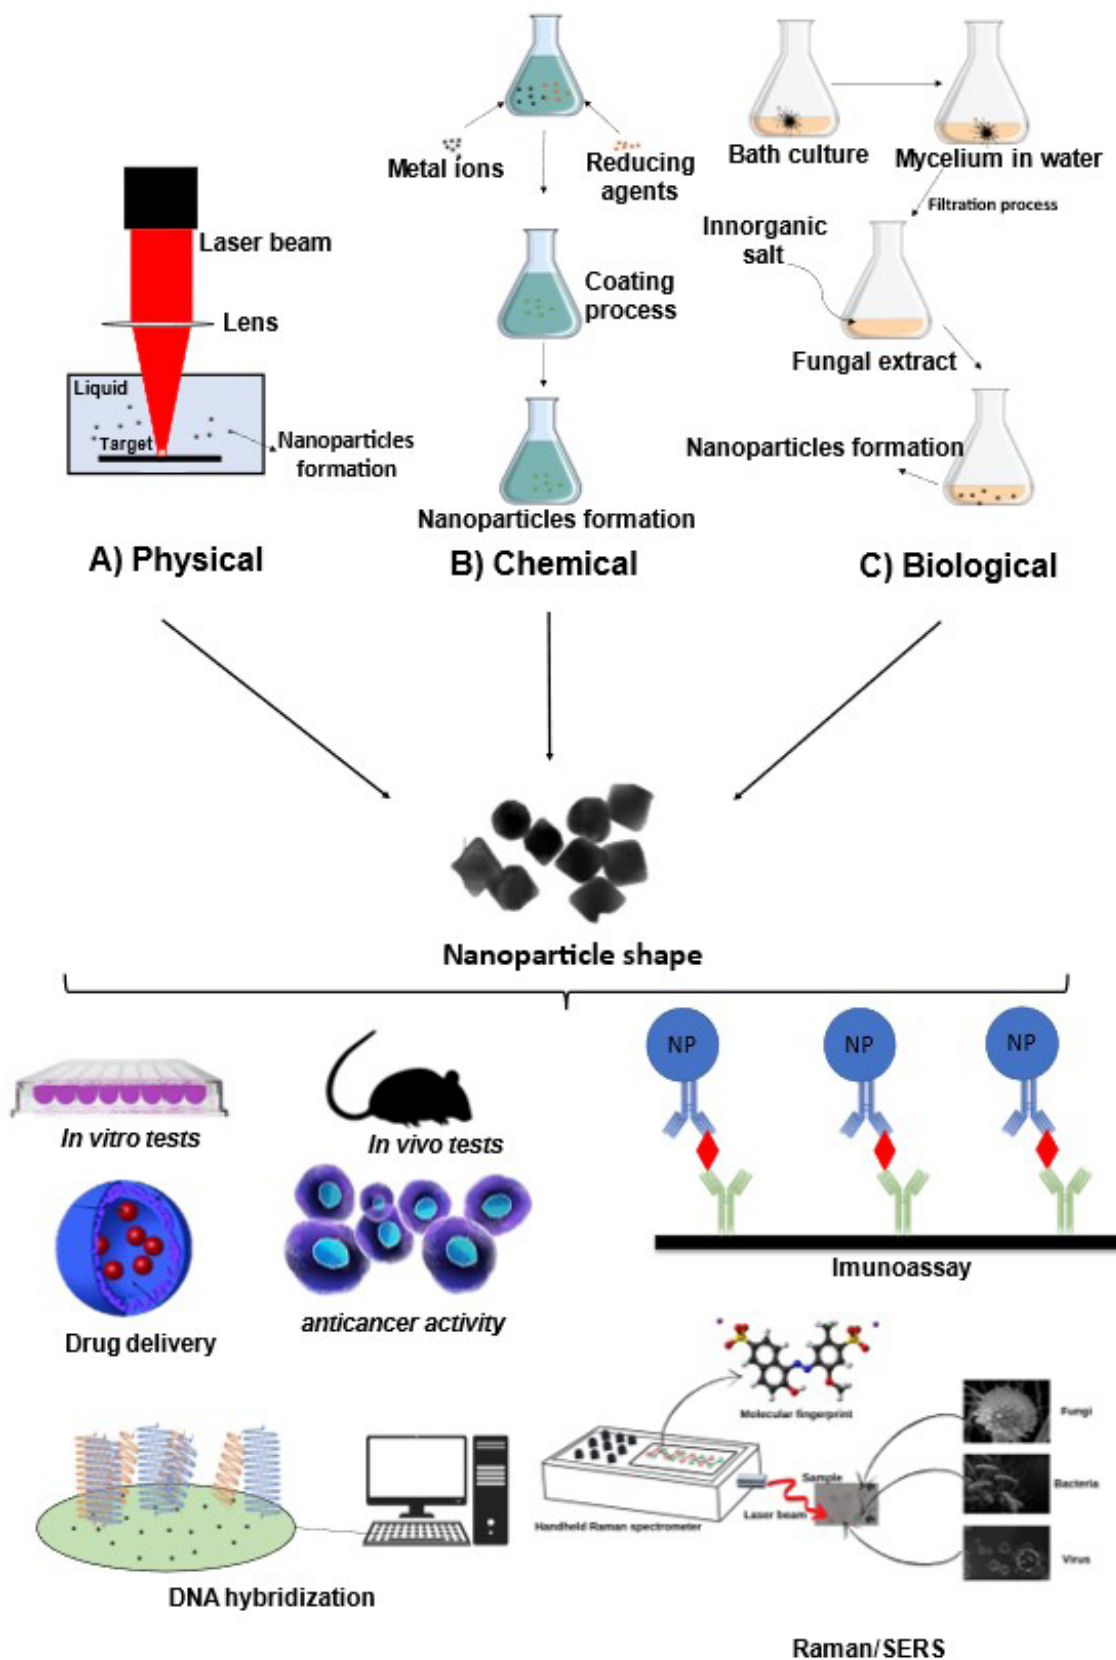 Metal ions
Reducing
agents
Coating
process
Nanoparticles formation
B) Chemical
Laser beam
Lens
Liquid
Target
Nanoparticles
formation
A) Physical
Bath culture
Mycelium in water
Filtration process
Innorganic
salt
Fungal extract
Nanoparticles formation
C) Biological
Nanoparticle shape
In vitro tests
In vivo tests
NP
NP
NP
Imunoassay
Drug delivery
anticancer activity
DNA hybridization
Molecular fingerprint
Handheld Raman spectrometer
Laser beam
Sample
Fungi
Bacteria
Virus
Raman/SERS